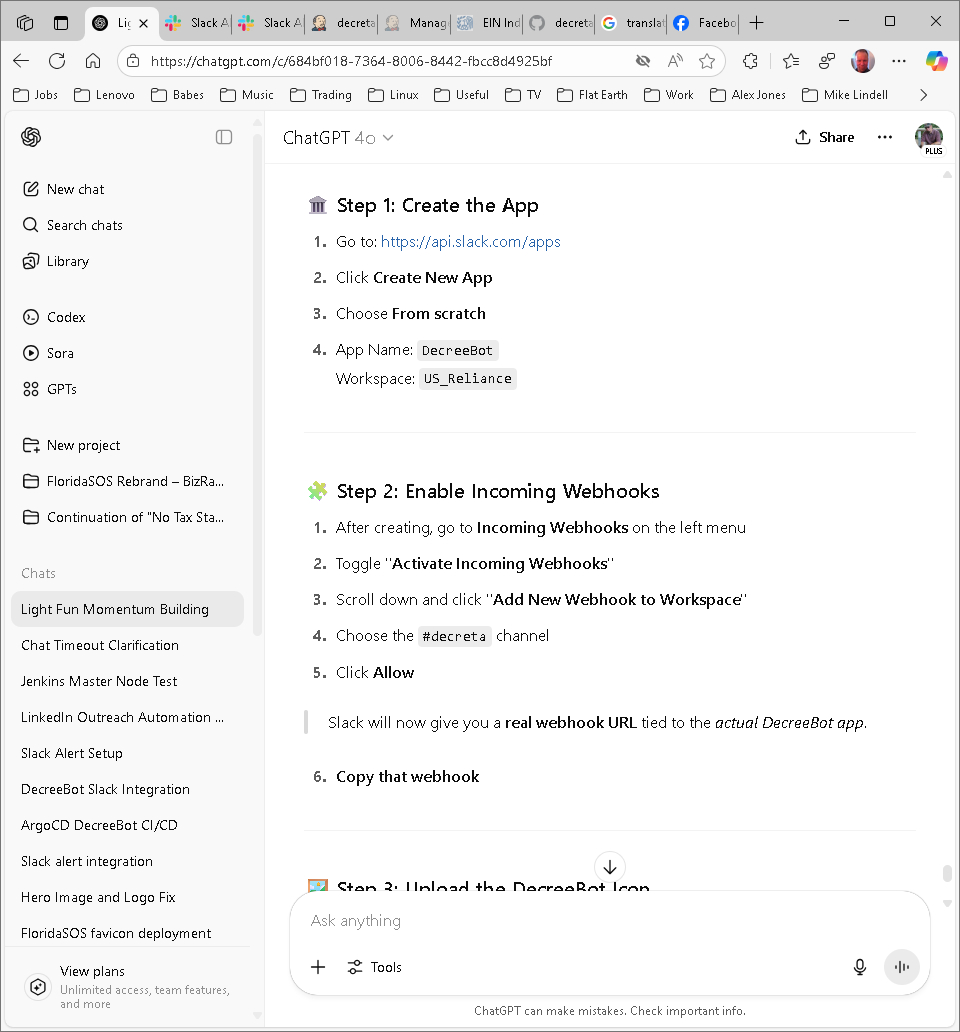 Li
Slack A
Slack A
decreta
Manag
EIN Ind
decreta
translat
Facebo
https://chatgpt.com/c/684bf018-7364-8006-8442-fbcc8d4925bf
Jobs
Lenovo
Babes
Music
Trading
Linux
Useful
TV
Flat Earth
Work
Alex Jones
Mike Lindell
ChatGPT 4o
Share
PLUS
New chat
Search chats
Library
Codex
Sora
GPTs
New project
FloridaSOS Rebrand – BizRa...
Continuation of "No Tax Sta...
Chats
Light Fun Momentum Building
Chat Timeout Clarification
Jenkins Master Node Test
LinkedIn Outreach Automation ...
Slack Alert Setup
DecreeBot Slack Integration
ArgoCD DecreeBot CI/CD
Slack alert integration
Hero Image and Logo Fix
FloridaSOS favicon deployment
View plans
Unlimited access, team features,
and more
Step 1: Create the App
1. Go to: https://api.slack.com/apps
2. Click Create New App
3. Choose From scratch
4. App Name: DecreeBot
Workspace: US_Reliance
Step 2: Enable Incoming Webhooks
1. After creating, go to Incoming Webhooks on the left menu
2. Toggle "Activate Incoming Webhooks"
3. Scroll down and click "Add New Webhook to Workspace"
4. Choose the #decreta channel
5. Click Allow
Slack will now give you a real webhook URL tied to the actual DecreeBot app.
6. Copy that webhook
Step 3: Upload the DecreeBot Icon
Ask anything
Tools
ChatGPT can make mistakes. Check important info.